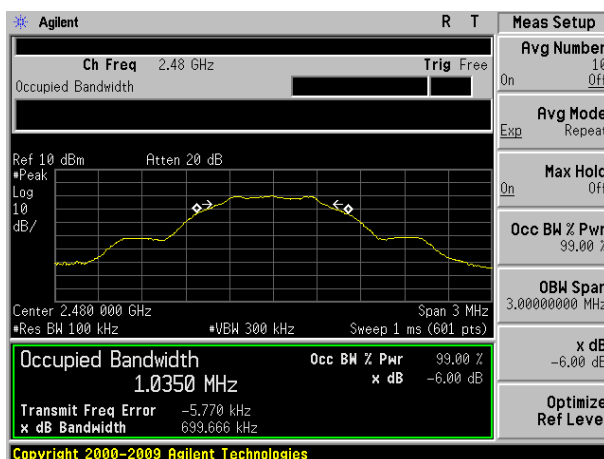 Agilent R T
Meas Setup
Ch Freq 2.48 GHz Trig Free
Occupied Bandwidth
Ref 10 dBm Atten 20 dB
#Peak
Log
10
dB/
Center 2.480 000 GHz Span 3 MHz
#Res BW 100 kHz #VBW 300 kHz Sweep 1 ms (601 pts)
Occupied Bandwidth
1.0350 MHz
Occ BW % Pwr 99.00 %
x dB -6.00 dB
Transmit Freq Error -5.770 kHz
x dB Bandwidth 699.666 kHz
Copyright 2000-2009 Agilent Technologies
Avg Number
10
On Off
Avg Mode
Exp Repeat
Max Hold
On Off
Occ BW % Pwr
99.00 %
OBW Span
3.00000000 MHz
x dB
-6.00 dB
Optimize
Ref Level